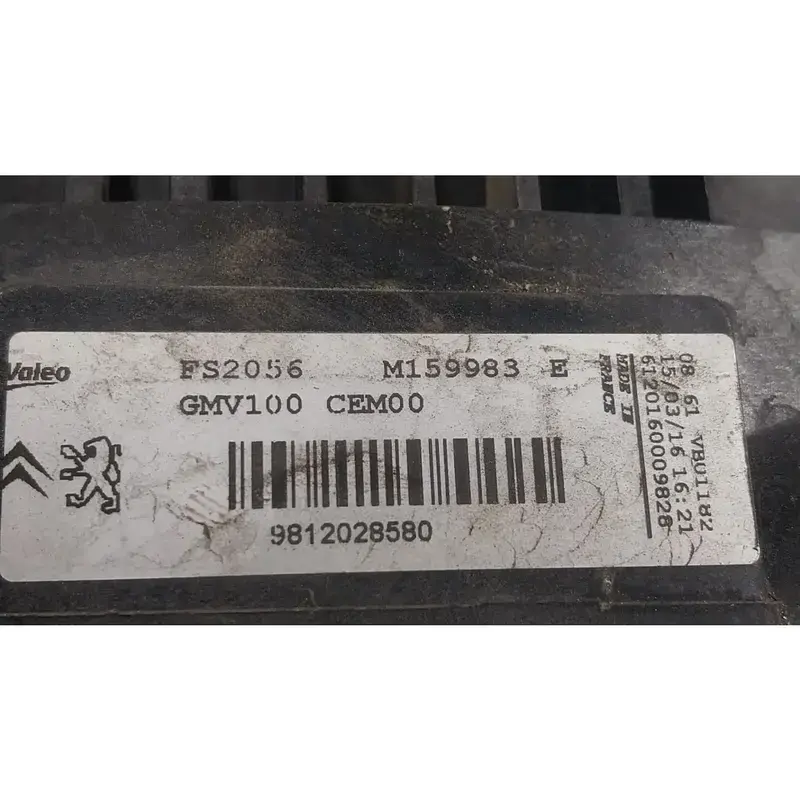 Valeo
FS2056 M159983 E
GMV100 CEM00
9812028580
MADE IN
FRANCE
08 61 VB01182
15/03/16 16:21
6120160009828